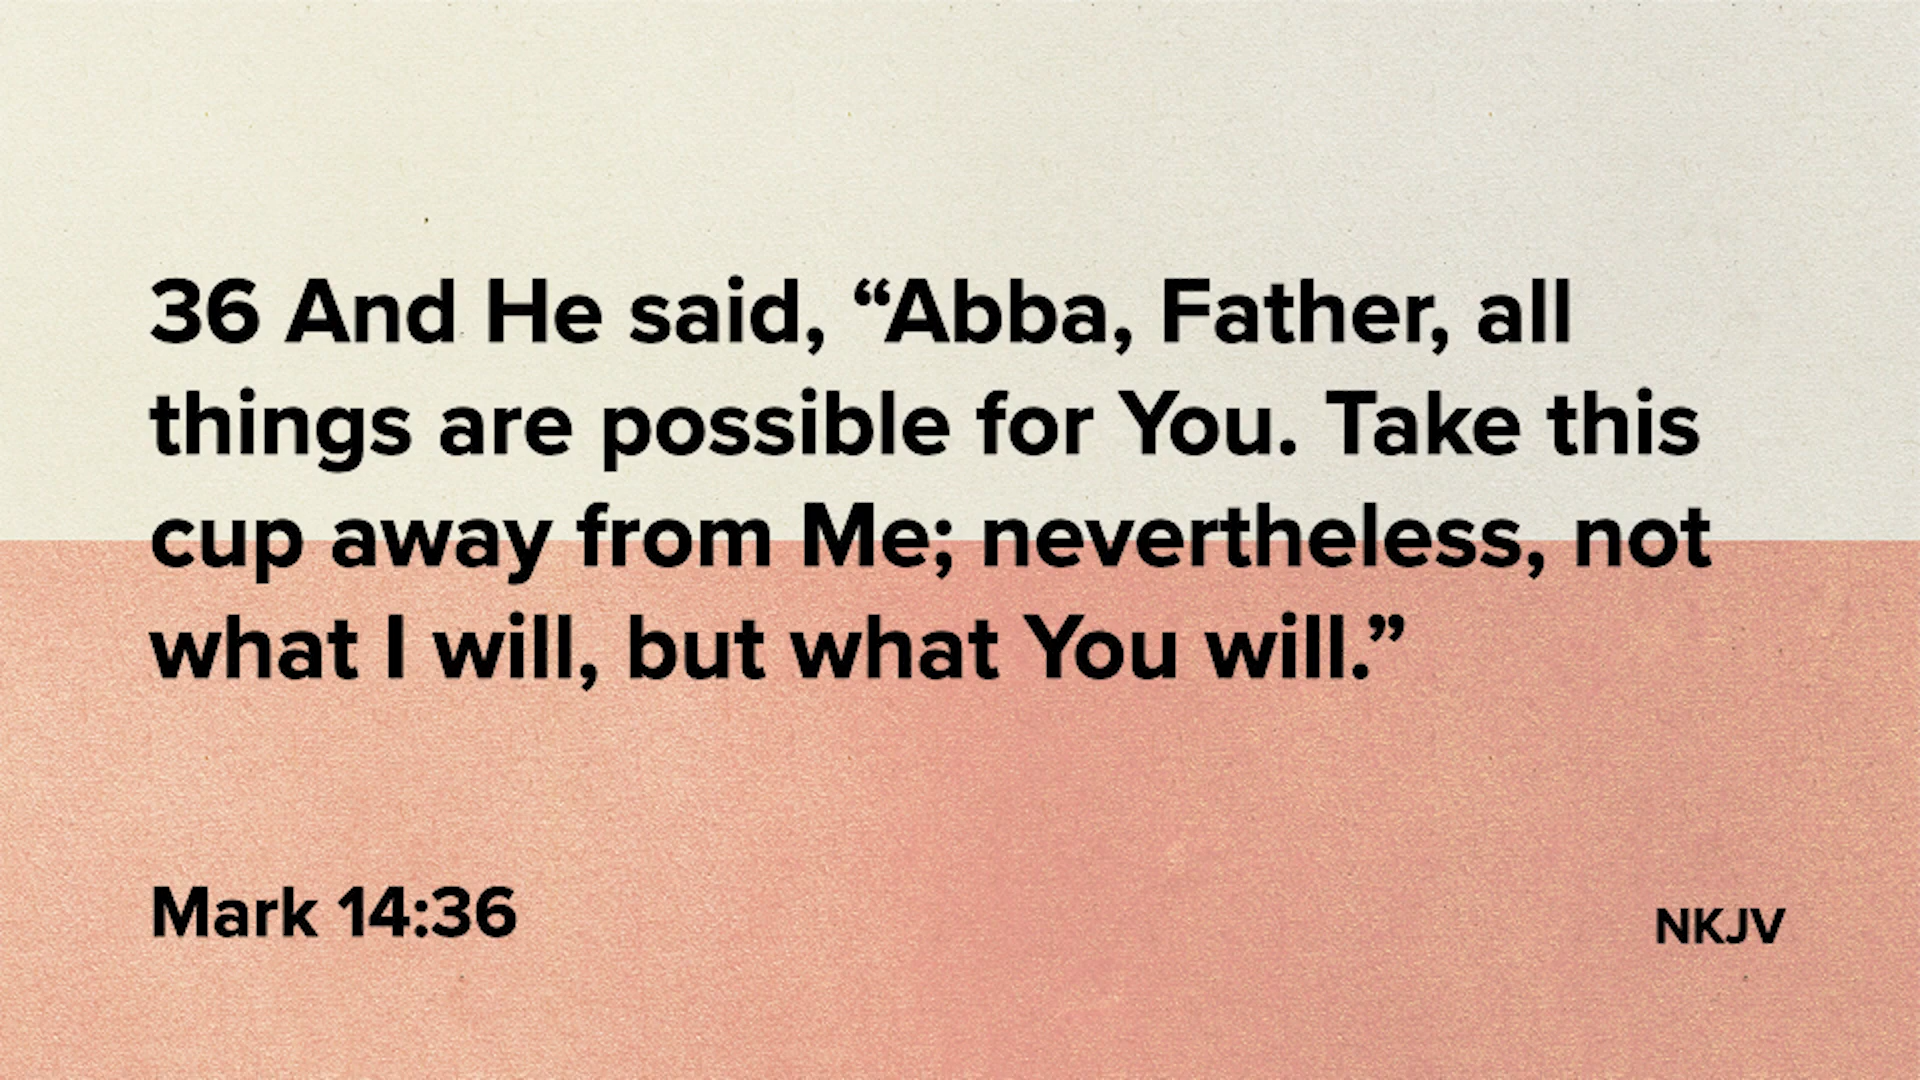 36 And He said, “Abba, Father, all
things are possible for You. Take this
cup away from Me; nevertheless, not
what I will, but what You will.”
Mark 14:36
NKJV